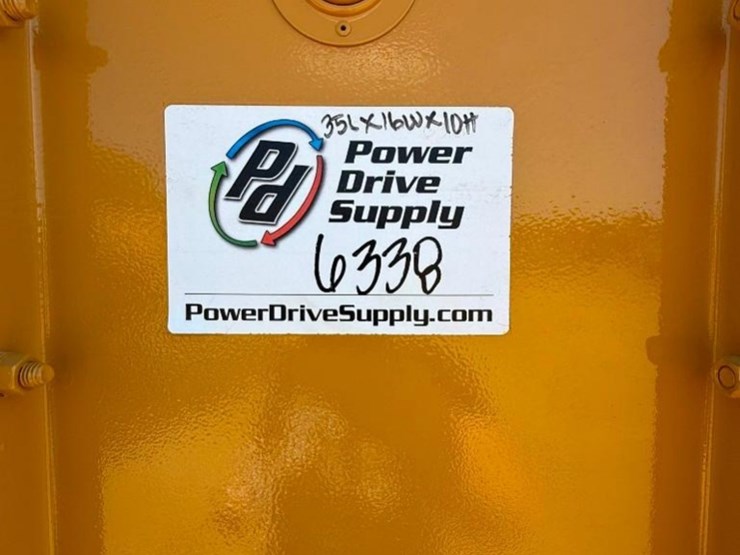 35L X 16W X 10H
Pd
Power
Drive
Supply
6338
PowerDriveSupply.com